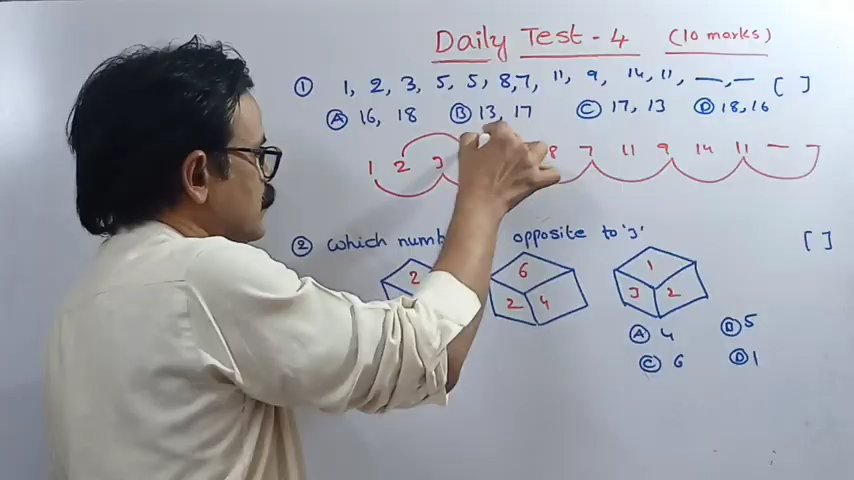 Daily Test - 4 (10 marks)
① 1, 2, 3, 5, 5, 8, 7, 11, 9, 14, 11, —, — [ ]
Ⓐ 16, 18 Ⓑ 13, 17 Ⓒ 17, 13 Ⓓ 18, 16
1 2 3 8 7 11 9 14 11 —
② which opposite to '3' [ ]
2 6 1
2 4 3 2
Ⓐ 4 Ⓑ 5
Ⓒ 6 Ⓓ 1